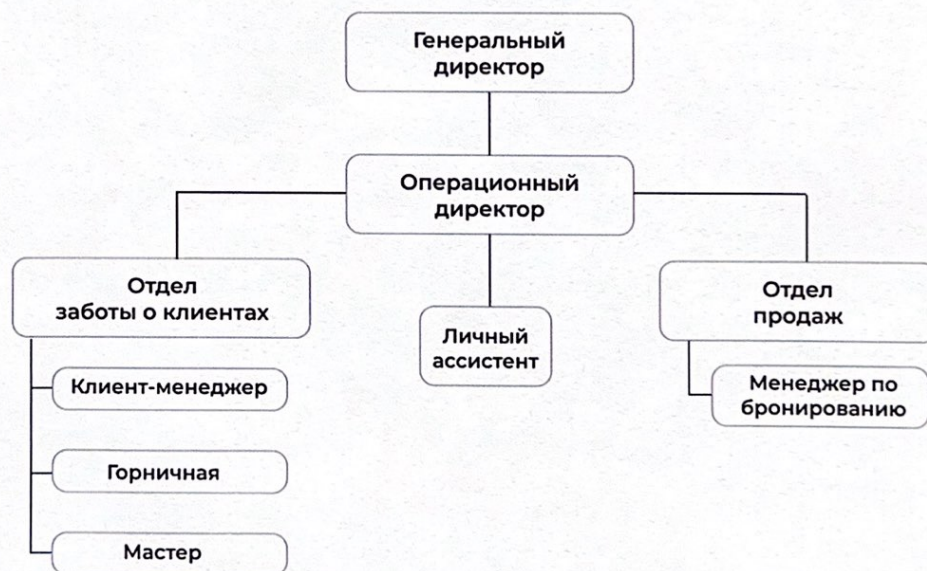 Генеральный
директор
Операционный
директор
Отдел
заботы о клиентах
Клиент-менеджер
Горничная
Мастер
Личный
ассистент
Отдел
продаж
Менеджер по
бронированию